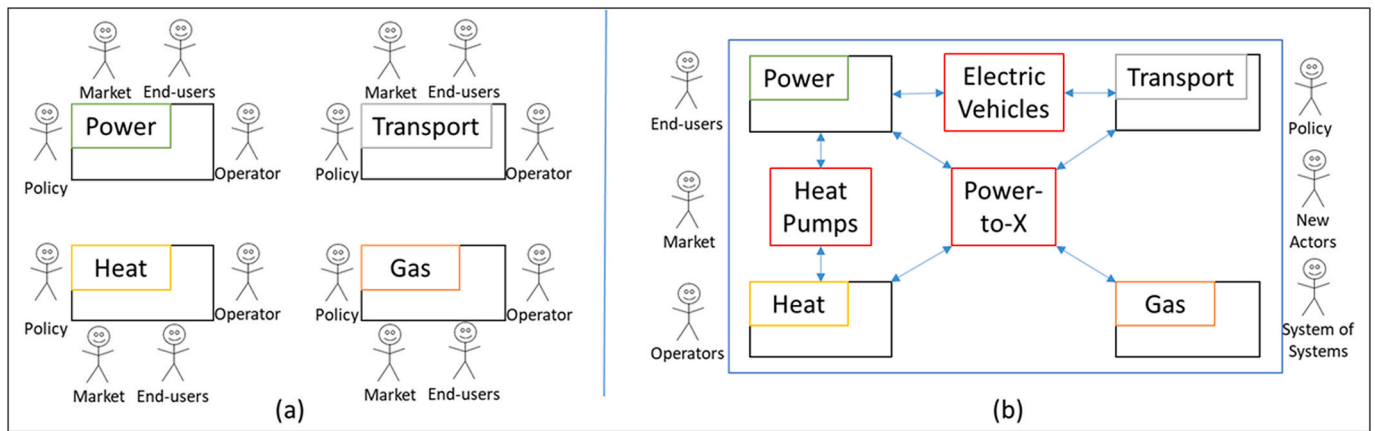 Market End-users
Power
Policy
Operator
Market End-users
Transport
Policy
Operator
Heat
Policy
Operator
Market End-users
Gas
Policy
Operator
Market End-users
(a)
End-users
Market
Operators
Power
Electric
Vehicles
Transport
Heat
Pumps
Power-
to-X
Heat
Gas
Policy
New
Actors
System of
Systems
(b)